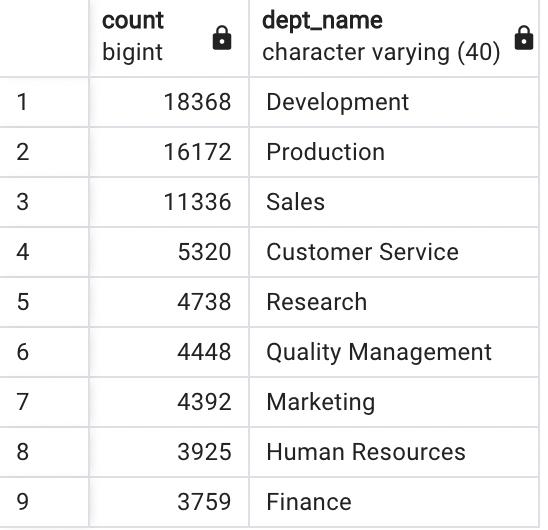 count dept_name
bigint character varying (40)
1 18368 Development
2 16172 Production
3 11336 Sales
4 5320 Customer Service
5 4738 Research
6 4448 Quality Management
7 4392 Marketing
8 3925 Human Resources
9 3759 Finance